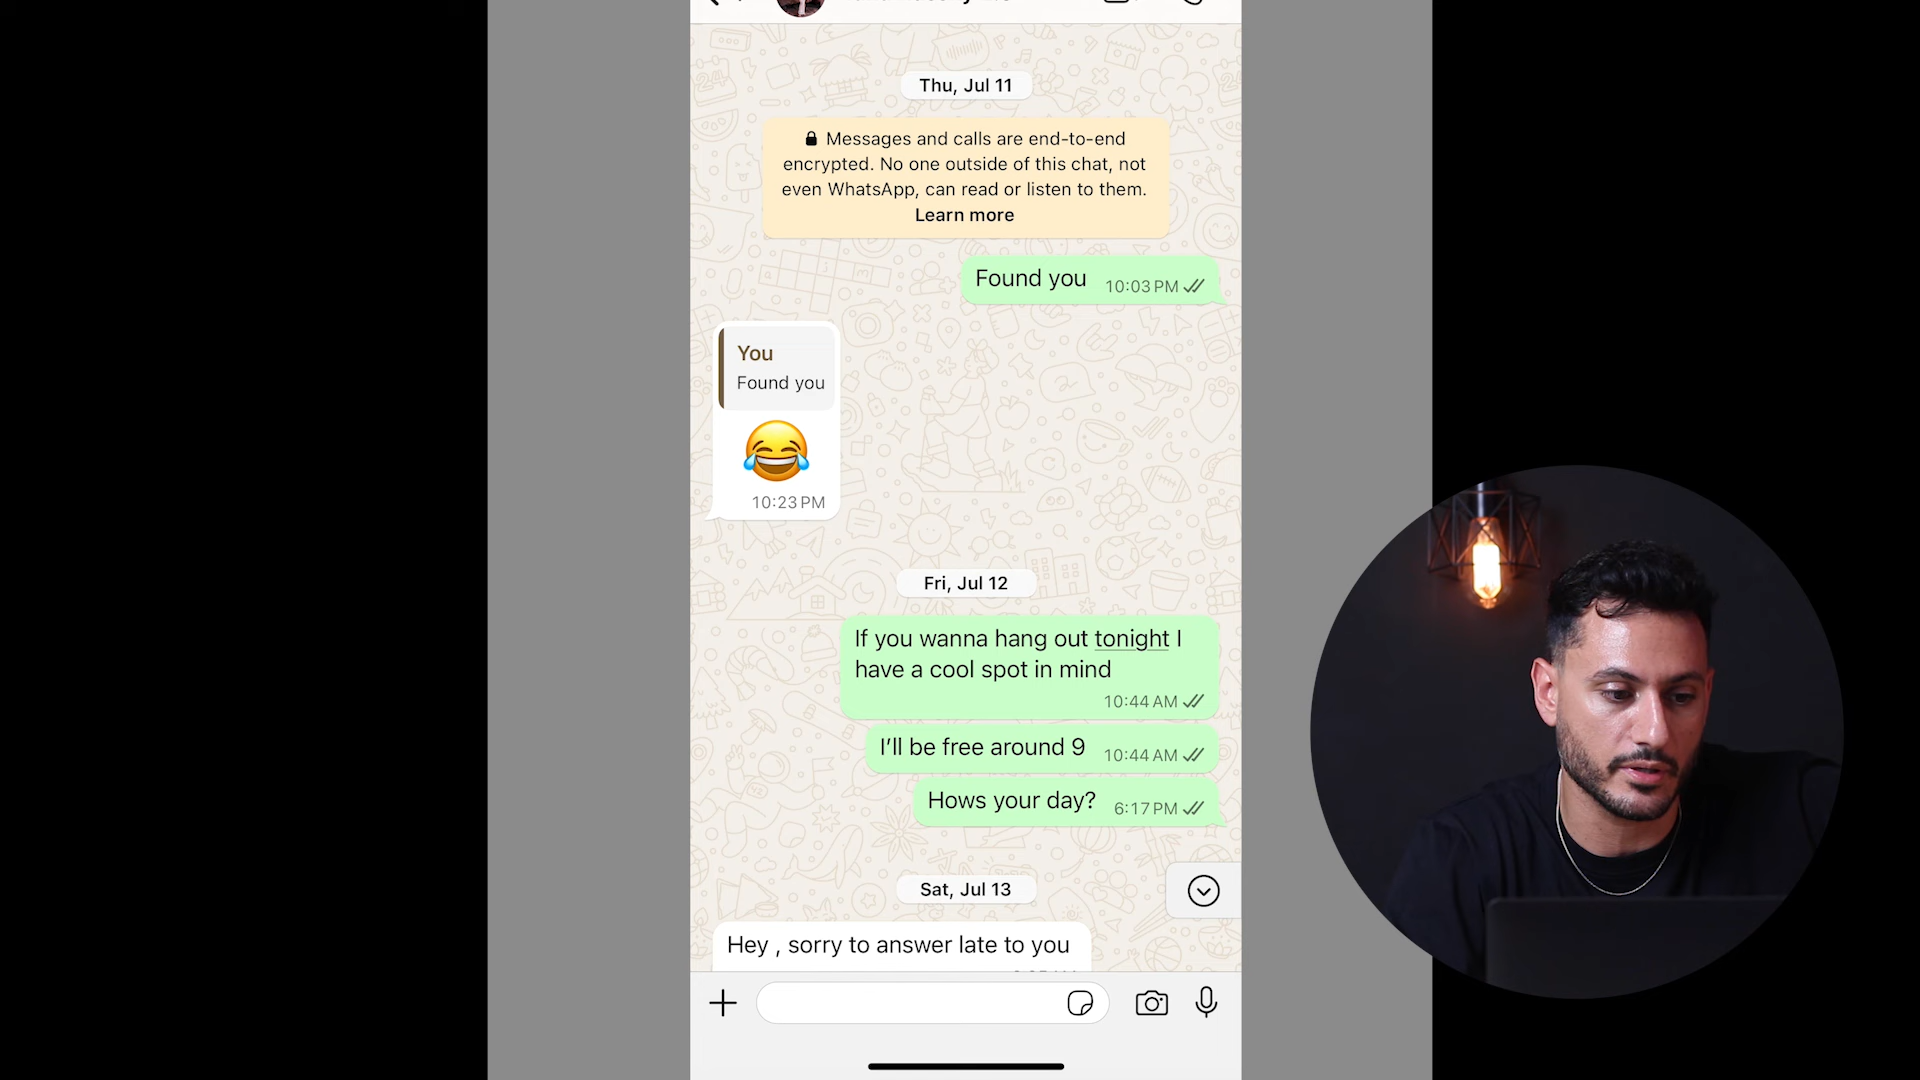 Thu, Jul 11
Messages and calls are end-to-end
encrypted. No one outside of this chat, not
even WhatsApp, can read or listen to them.
Learn more
Found you 10:03 PM
You
Found you
10:23 PM
Fri, Jul 12
If you wanna hang out tonight I
have a cool spot in mind
10:44 AM
I'll be free around 9 10:44 AM
Hows your day? 6:17 PM
Sat, Jul 13
Hey , sorry to answer late to you